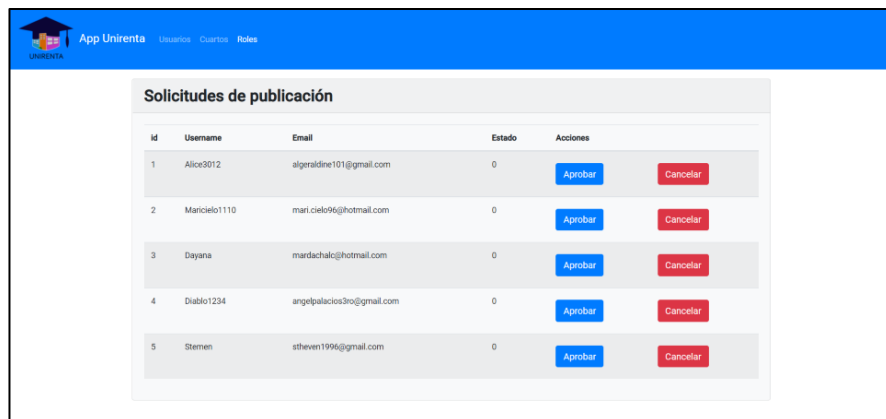 App Unirenta Usuarios Cuartos Roles
UNIRENTA
Solicitudes de publicación
id Username Email Estado Acciones
1 Alice3012 algeraldine101@gmail.com 0 Aprobar Cancelar
2 Maricielo1110 mari.cielo96@hotmail.com 0 Aprobar Cancelar
3 Dayana mardachalc@hotmail.com 0 Aprobar Cancelar
4 Diablo1234 angelpalacios3ro@gmail.com 0 Aprobar Cancelar
5 Stemen stheven1996@gmail.com 0 Aprobar Cancelar